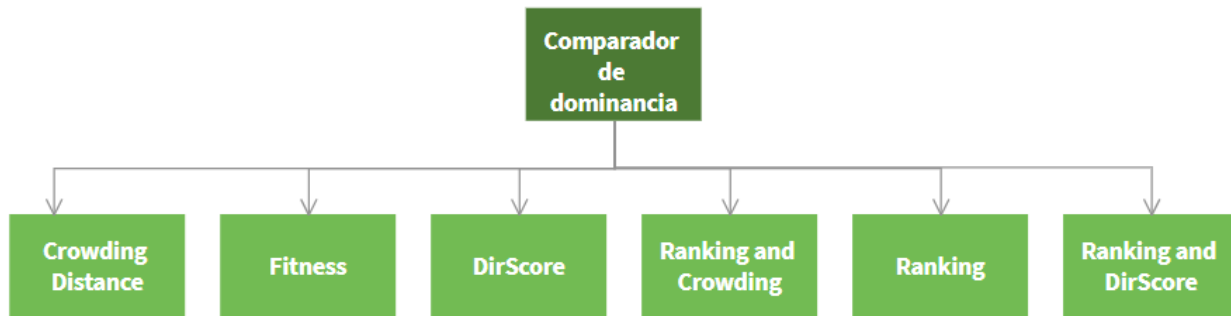 Comparador
de
dominancia
Crowding
Distance
Fitness
DirScore
Ranking and
Crowding
Ranking
Ranking and
DirScore